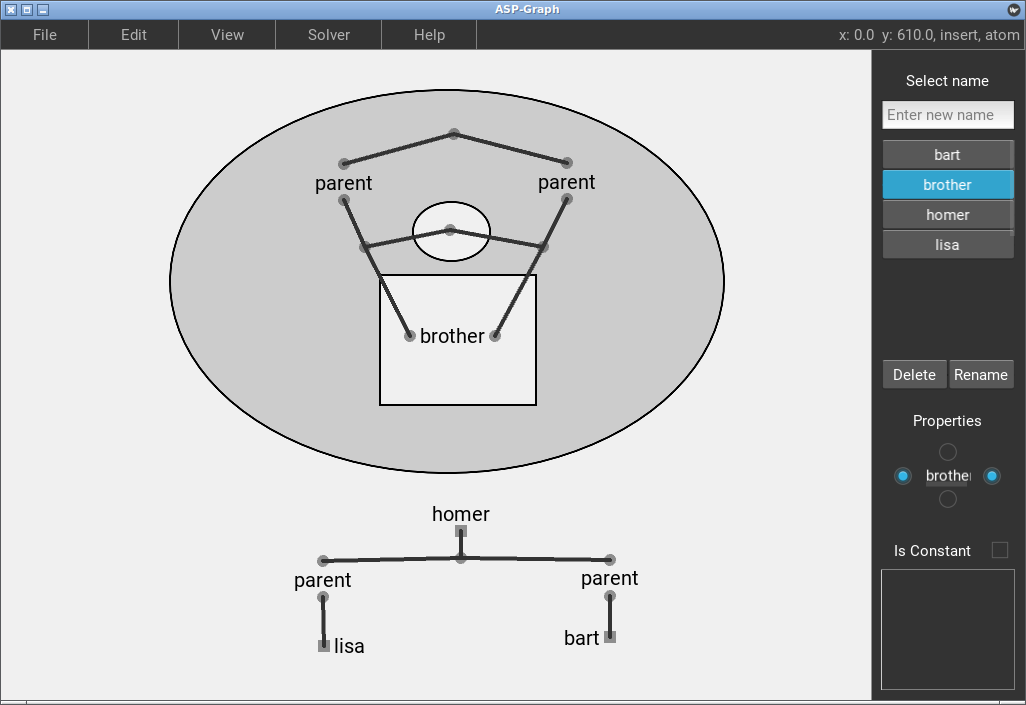 ASP-Graph
File Edit View Solver Help x: 0.0 y: 610.0, insert, atom
parent parent
brother
homer
parent parent
lisa bart
Select name
Enter new name
bart
brother
homer
lisa
Delete Rename
Properties
brother
Is Constant